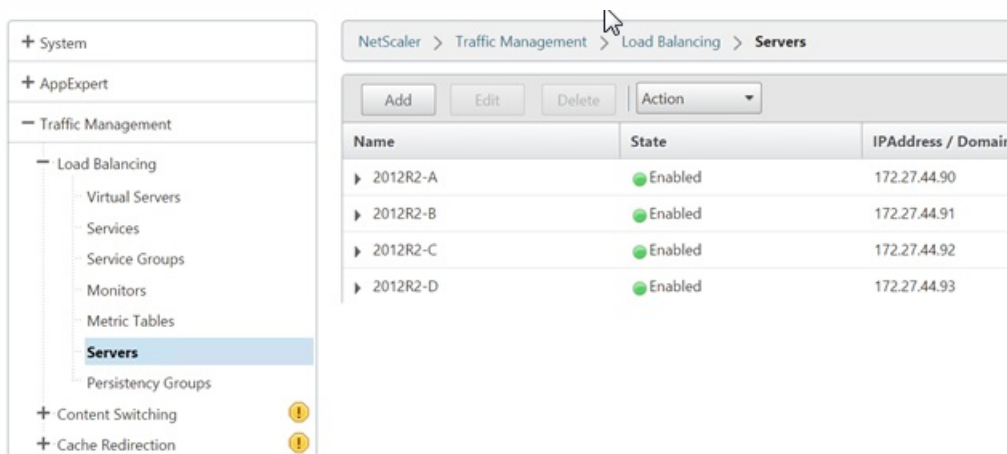 + System
+ AppExpert
− Traffic Management
− Load Balancing
Virtual Servers
Services
Service Groups
Monitors
Metric Tables
Servers
Persistency Groups
+ Content Switching !
+ Cache Redirection !
NetScaler > Traffic Management > Load Balancing > Servers
Add Edit Delete Action
Name State IPAddress / Domain
2012R2-A Enabled 172.27.44.90
2012R2-B Enabled 172.27.44.91
2012R2-C Enabled 172.27.44.92
2012R2-D Enabled 172.27.44.93